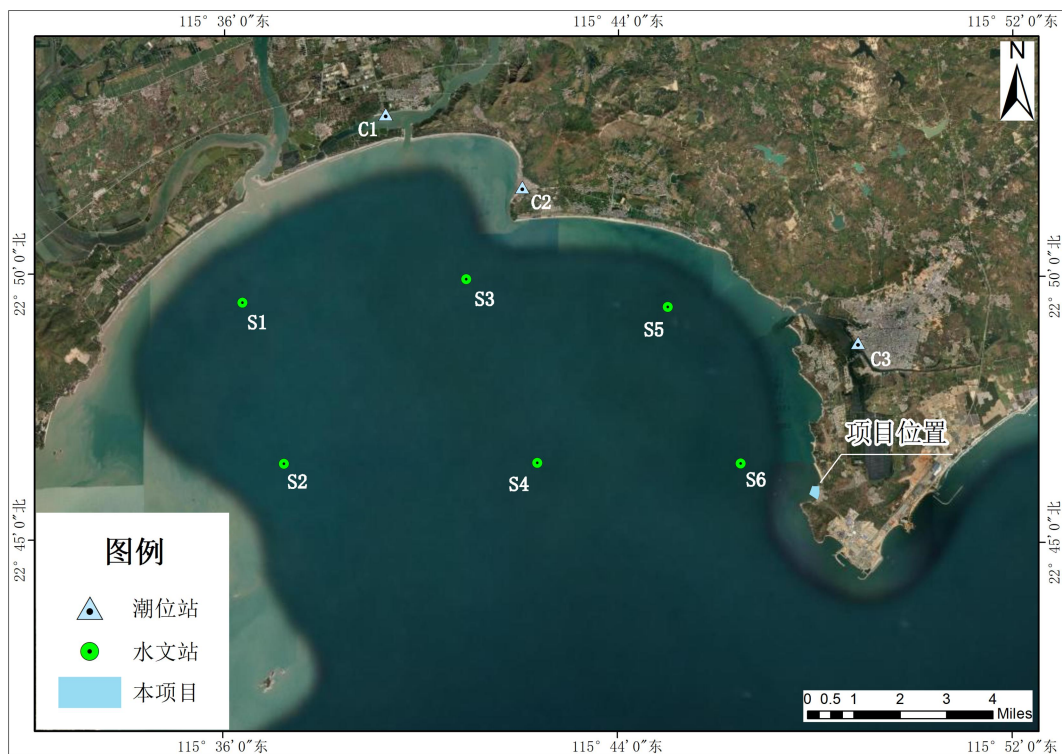 115° 36′0″东
115° 44′0″东
115° 52′0″东
N
C1
C2
22° 50′0″北
22° 50′0″北
S3
S1
S5
C3
项目位置
S2
S4
S6
22° 45′0″北
22° 45′0″北
图例
潮位站
水文站
本项目
0 0.5 1 2 3 4
Miles
115° 36′0″东
115° 44′0″东
115° 52′0″东